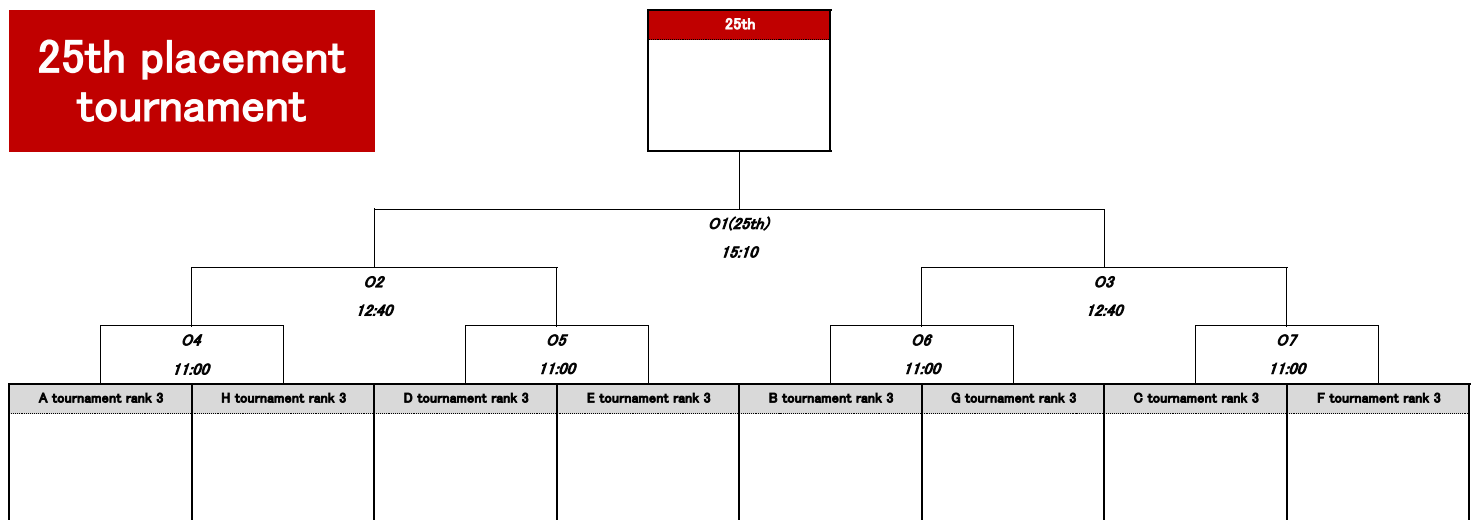 25th placement
tournament
25th
O1(25th)
15:10
O2
12:40
O3
12:40
O4
11:00
O5
11:00
O6
11:00
O7
11:00
A tournament rank 3
H tournament rank 3
D tournament rank 3
E tournament rank 3
B tournament rank 3
G tournament rank 3
C tournament rank 3
F tournament rank 3